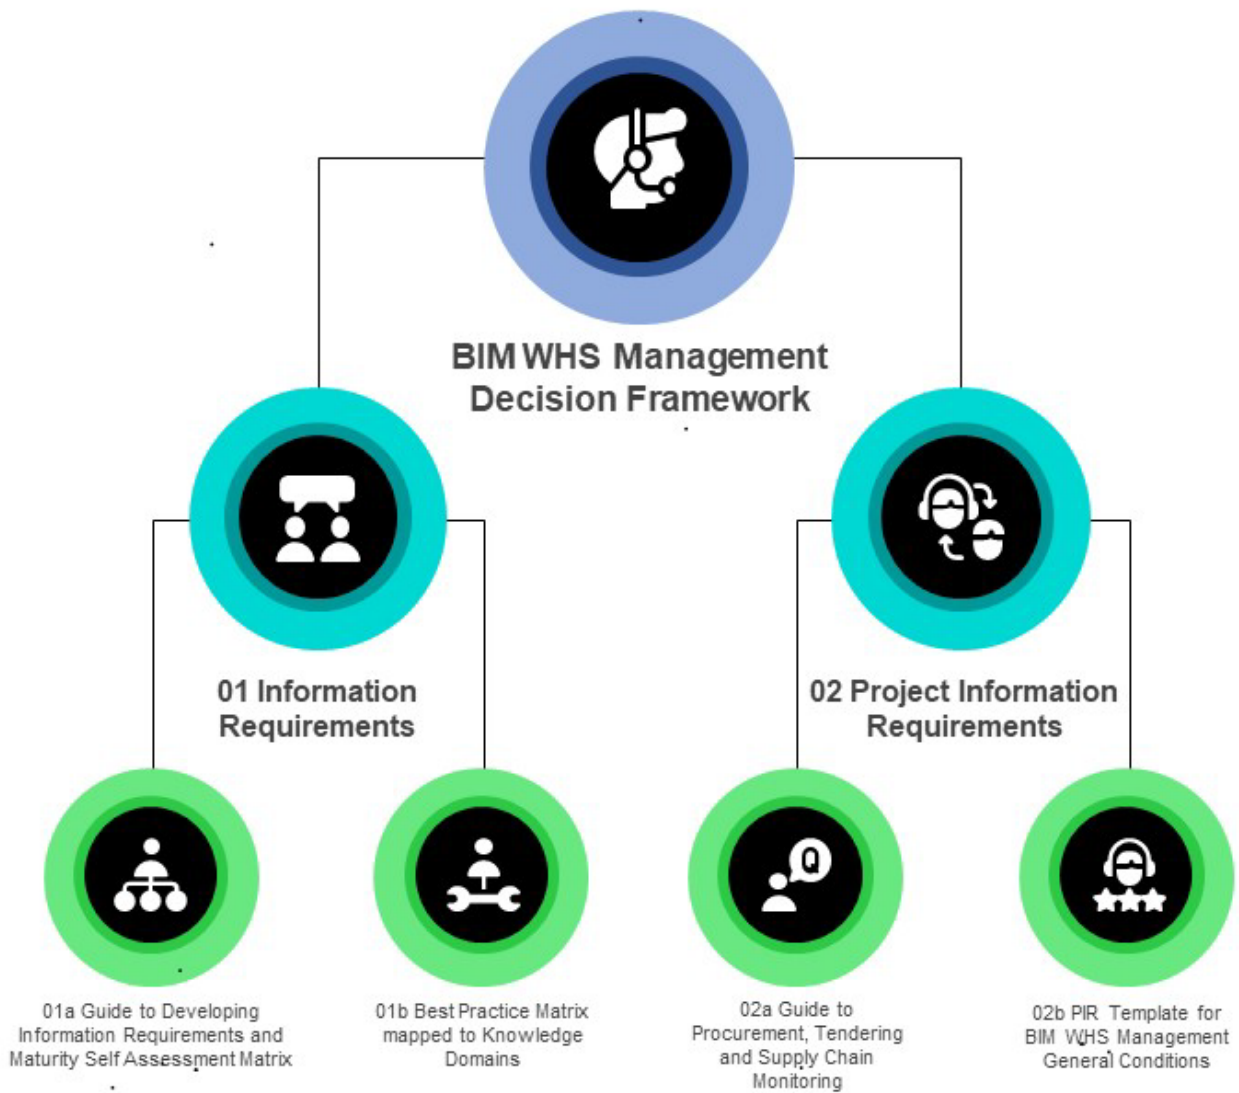 BIM WHS Management
Decision Framework
01 Information
Requirements
02 Project Information
Requirements
Q
01a Guide to Developing
Information Requirements and
Maturity Self Assessment Matrix
01b Best Practice Matrix
mapped to Knowledge
Domains
02a Guide to
Procurement, Tendering
and Supply Chain
Monitoring
02b PIR Template for
BIM WHS Management
General Conditions